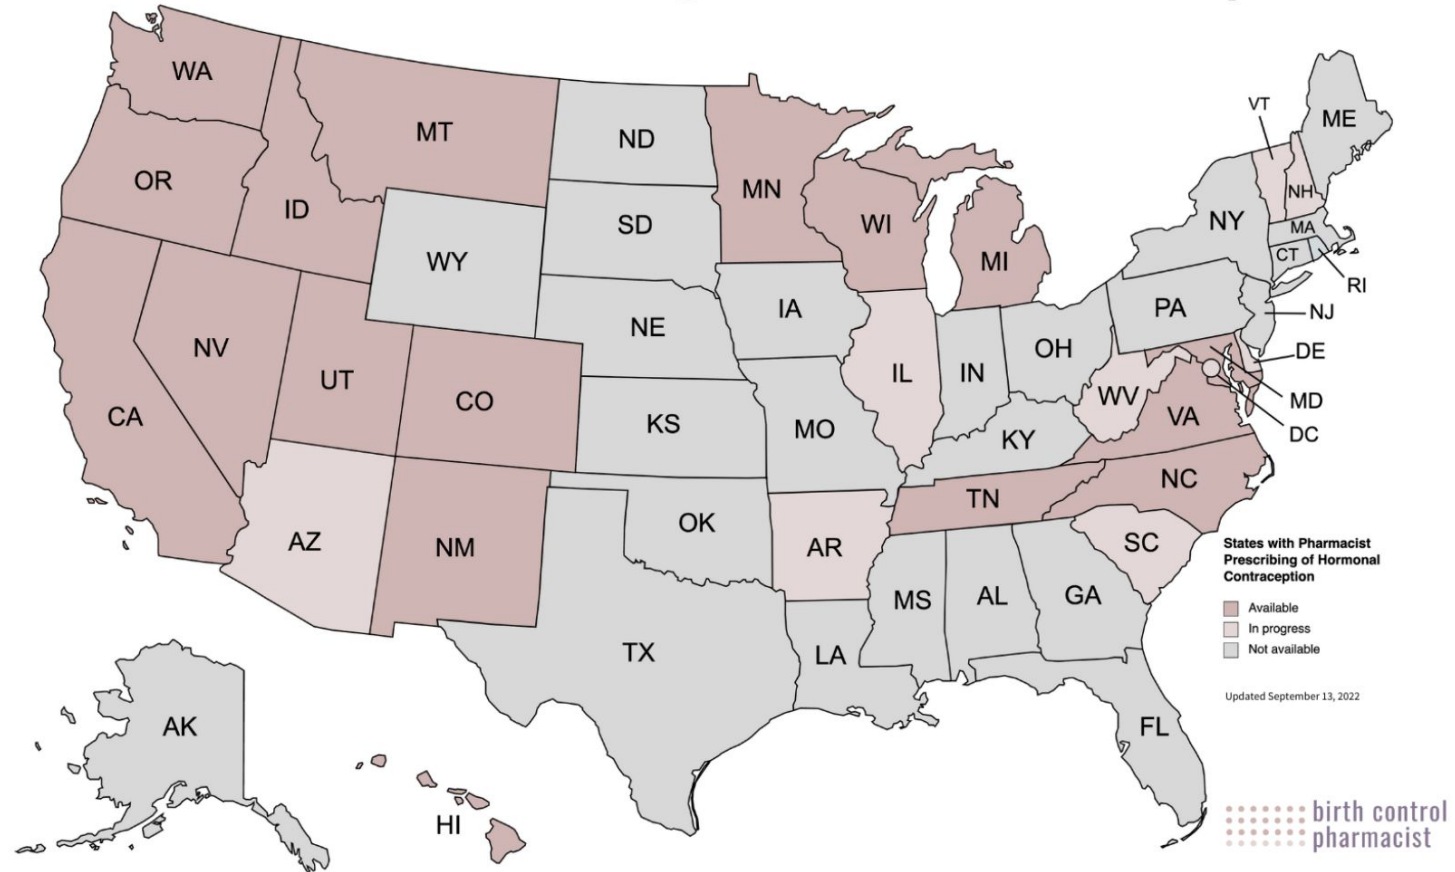 WA
MT
ND
MN
VT
ME
OR
ID
SD
WI
NH
NY
MA
WY
MI
CT
RI
IA
PA
NJ
NE
NV
OH
DE
UT
IL
IN
CO
WV
MD
CA
KS
MO
VA
DC
KY
NC
TN
OK
AZ
NM
AR
SC
States with Pharmacist
Prescribing of Hormonal
Contraception
MS
AL
GA
Available
In progress
Not available
TX
LA
Updated September 13, 2022
AK
FL
HI
birth control
pharmacist